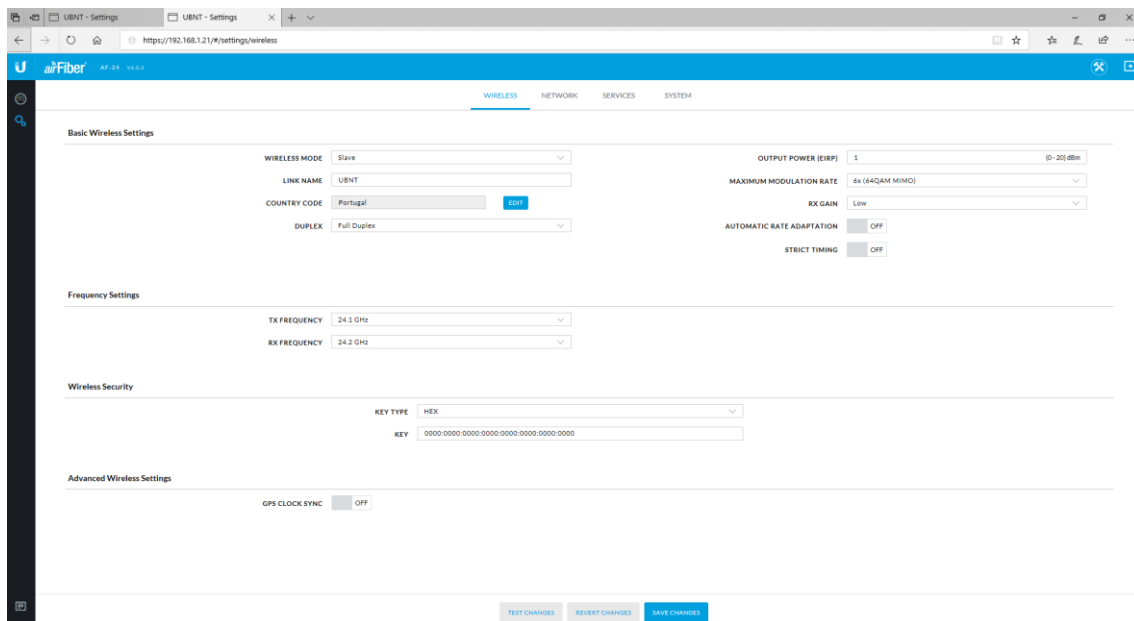 UBNT - Settings
UBNT - Settings
https://192.168.1.21/#/settings/wireless
airFiber AF-24 V4.0.3
WIRELESS NETWORK SERVICES SYSTEM
Basic Wireless Settings
WIRELESS MODE Slave
OUTPUT POWER (EIRP) 1 (0 - 20) dBm
LINK NAME UBNT
MAXIMUM MODULATION RATE 6x (64QAM MIMO)
COUNTRY CODE Portugal EDIT
RX GAIN Low
DUPLEX Full Duplex
AUTOMATIC RATE ADAPTATION OFF
STRICT TIMING OFF
Frequency Settings
TX FREQUENCY 24.1 GHz
RX FREQUENCY 24.2 GHz
Wireless Security
KEY TYPE HEX
KEY 0000:0000:0000:0000:0000:0000:0000:0000
Advanced Wireless Settings
GPS CLOCK SYNC OFF
TEST CHANGES REVERT CHANGES SAVE CHANGES